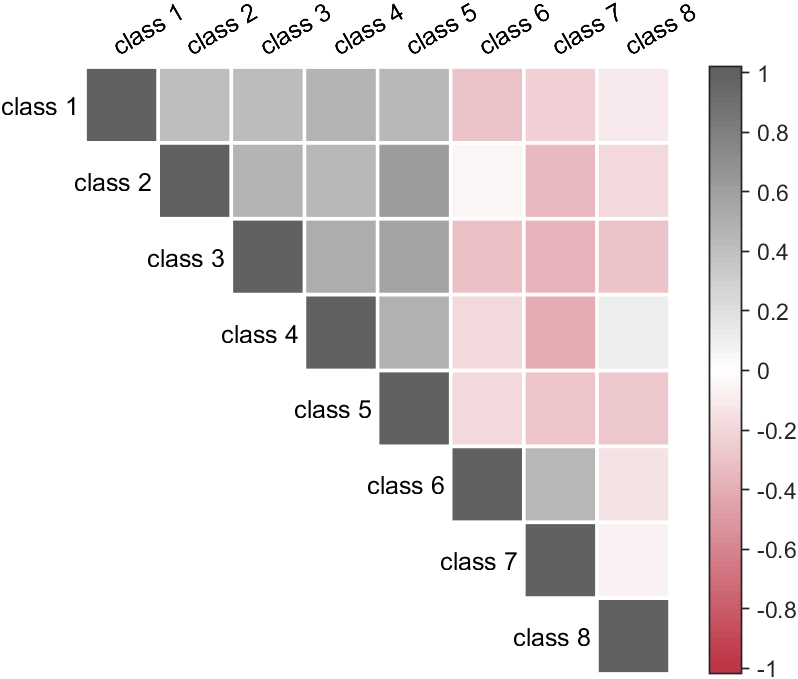 class 1
class 2
class 3
class 4
class 5
class 6
class 7
class 8
class 1
class 2
class 3
class 4
class 5
class 6
class 7
class 8
1
0.8
0.6
0.4
0.2
0
-0.2
-0.4
-0.6
-0.8
-1